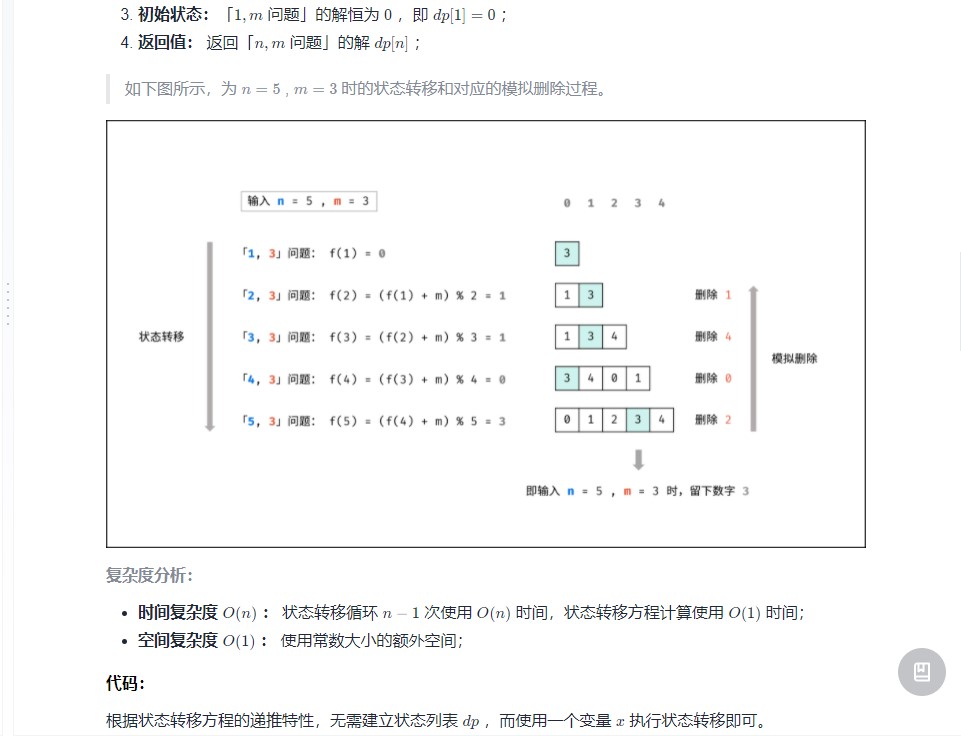 3. 初始状态：「1, m 问题」的解恒为 0 ，即 dp[1] = 0 ；
4. 返回值： 返回「n, m 问题」的解 dp[n] ；
如下图所示，为 n = 5 , m = 3 时的状态转移和对应的模拟删除过程。
输入 n = 5 , m = 3
0 1 2 3 4
「1, 3」问题： f(1) = 0
3
「2, 3」问题： f(2) = (f(1) + m) % 2 = 1
1 3
删除 1
状态转移
「3, 3」问题： f(3) = (f(2) + m) % 3 = 1
1 3 4
删除 4
模拟删除
「4, 3」问题： f(4) = (f(3) + m) % 4 = 0
3 4 0 1
删除 0
「5, 3」问题： f(5) = (f(4) + m) % 5 = 3
0 1 2 3 4
删除 2
即输入 n = 5 , m = 3 时，留下数字 3
复杂度分析：
• 时间复杂度 O(n) ： 状态转移循环 n − 1 次使用 O(n) 时间，状态转移方程计算使用 O(1) 时间；
• 空间复杂度 O(1) ： 使用常数大小的额外空间；
代码：
根据状态转移方程的递推特性，无需建立状态列表 dp ，而使用一个变量 x 执行状态转移即可。